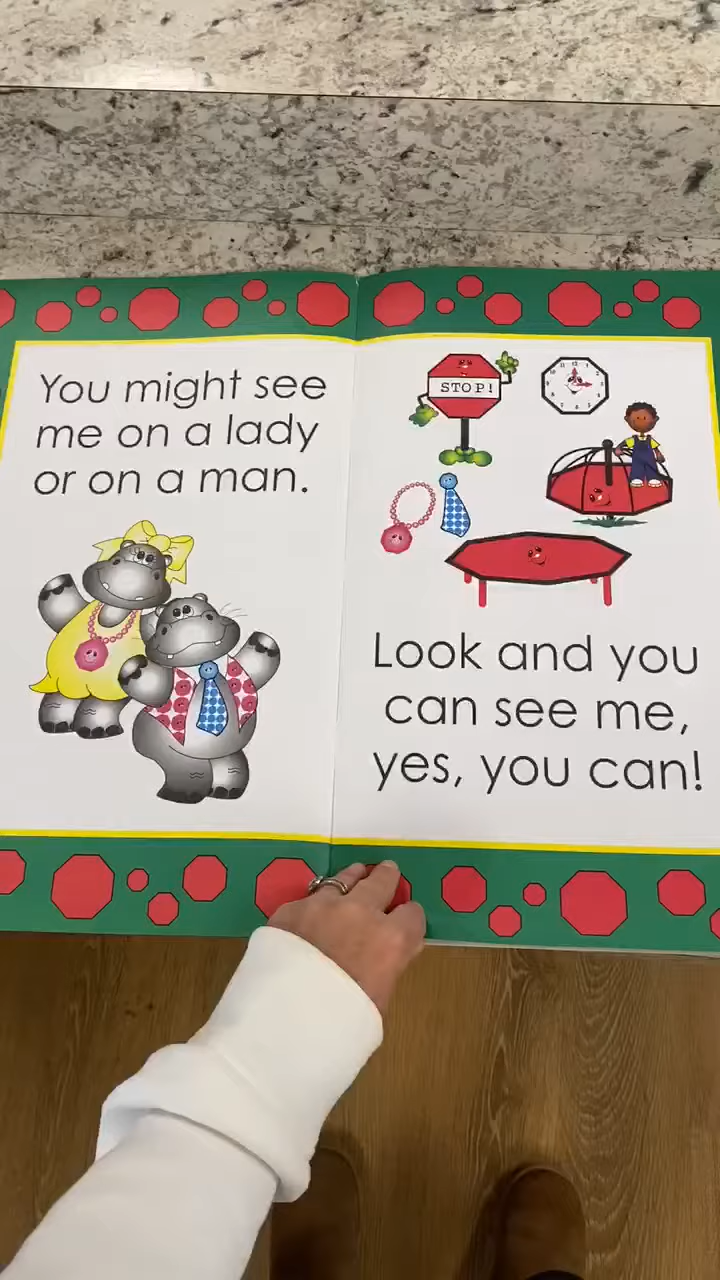 You might see
me on a lady
or on a man.
STOP!
Look and you
can see me,
yes, you can!